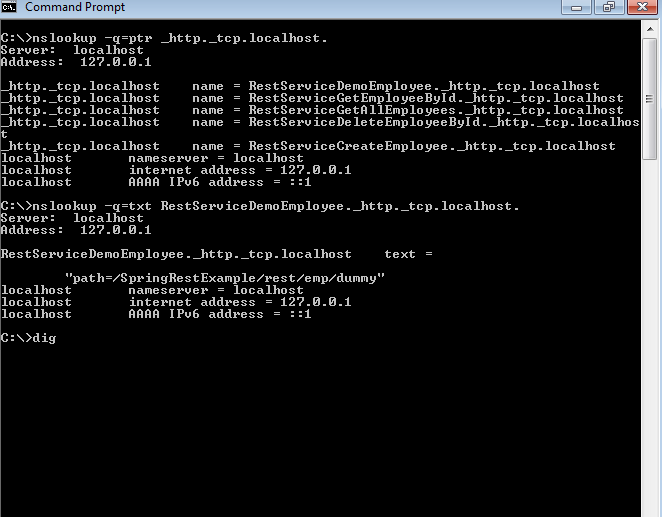 Command Prompt
C:\>nslookup -q=ptr _http._tcp.localhost.
Server:  localhost
Address:  127.0.0.1
_http._tcp.localhost    name = RestServiceDemoEmployee._http._tcp.localhost
_http._tcp.localhost    name = RestServiceGetEmployeeById._http._tcp.localhost
_http._tcp.localhost    name = RestServiceGetAllEmployees._http._tcp.localhost
_http._tcp.localhost    name = RestServiceDeleteEmployeeById._http._tcp.localhos
t
_http._tcp.localhost    name = RestServiceCreateEmployee._http._tcp.localhost
localhost       nameserver = localhost
localhost       internet address = 127.0.0.1
localhost       AAAA IPv6 address = ::1
C:\>nslookup -q=txt RestServiceDemoEmployee._http._tcp.localhost.
Server:  localhost
Address:  127.0.0.1
RestServiceDemoEmployee._http._tcp.localhost    text =
"path=/SpringRestExample/rest/emp/dummy"
localhost       nameserver = localhost
localhost       internet address = 127.0.0.1
localhost       AAAA IPv6 address = ::1
C:\>dig